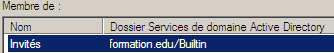 Membre de :
Nom Dossier Services de domaine Active Directory
Invités formation.edu/Builtin